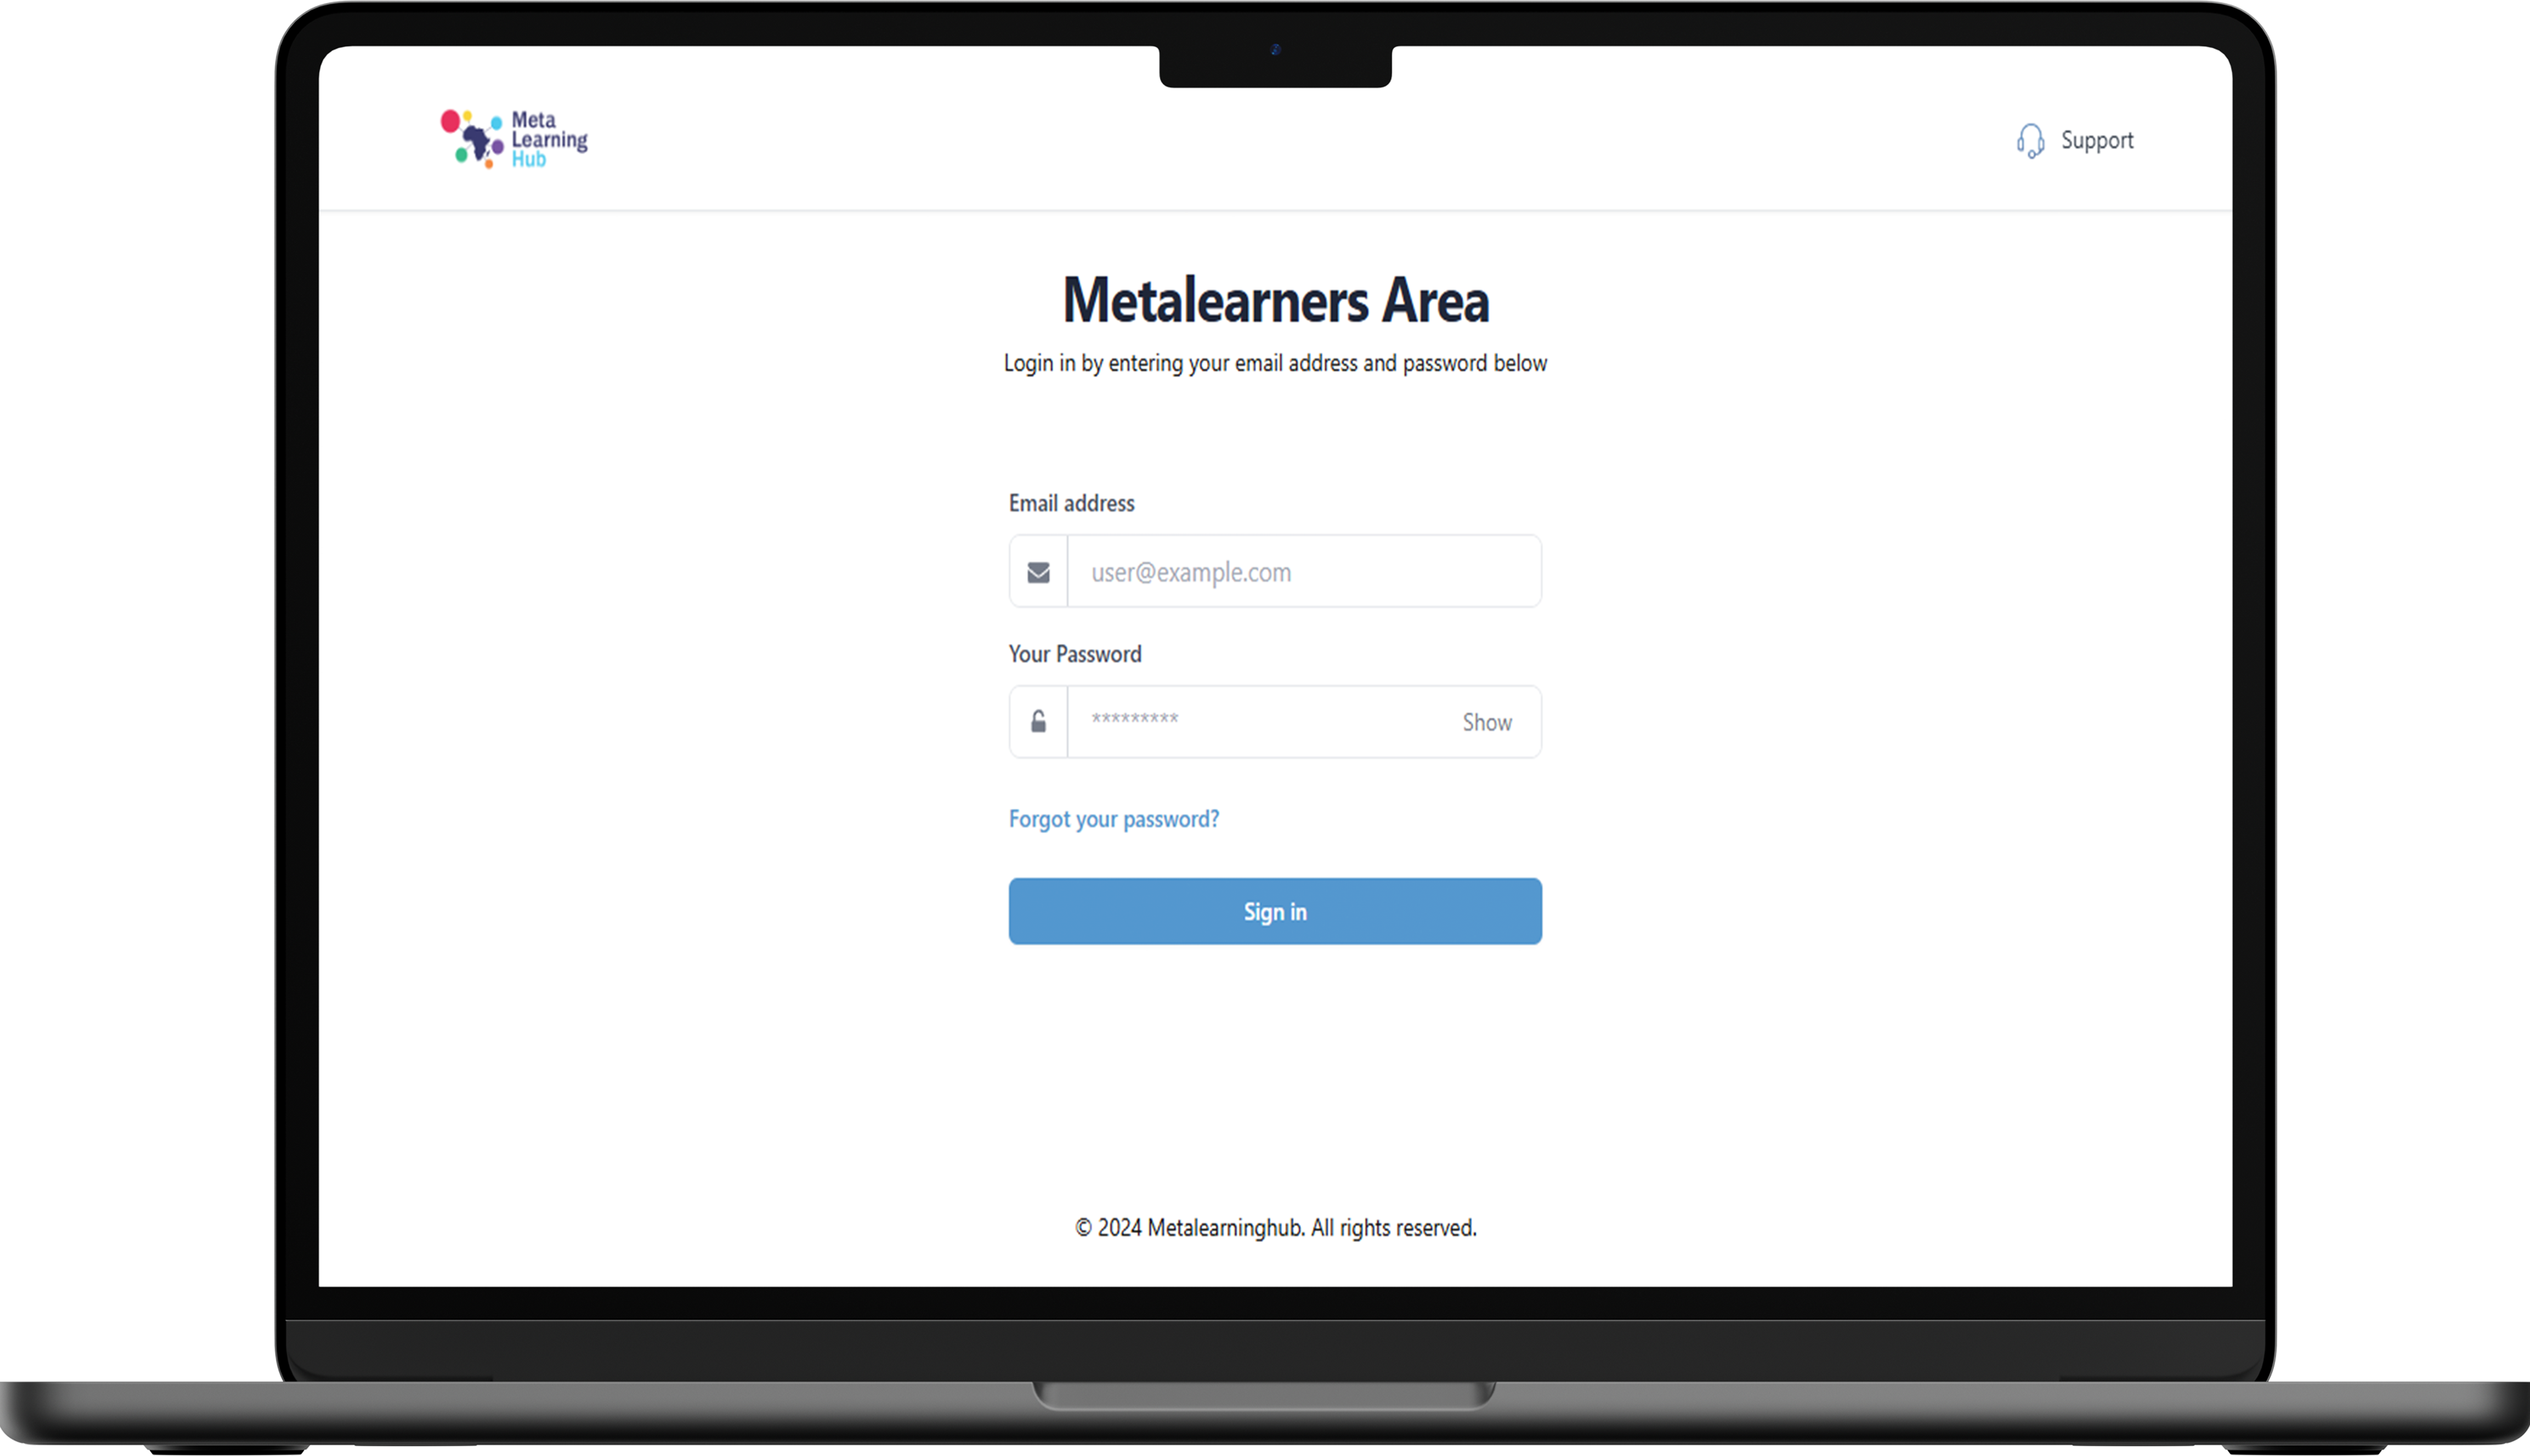 Meta
Learning
Hub
Support
Metalearners Area
Login in by entering your email address and password below
Email address
user@example.com
Your Password
*********
Show
Forgot your password?
Sign in
© 2024 Metalearninghub. All rights reserved.